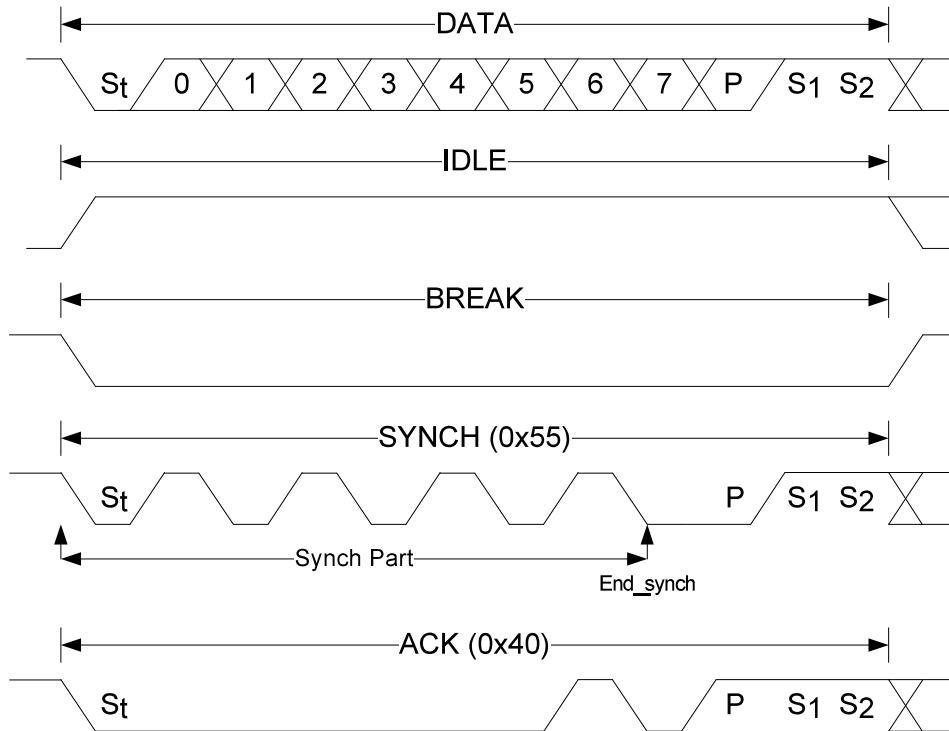 DATA
St 0 1 2 3 4 5 6 7 P S1 S2
IDLE
BREAK
SYNCH (0x55)
St P S1 S2
Synch Part
End_synch
ACK (0x40)
St P S1 S2